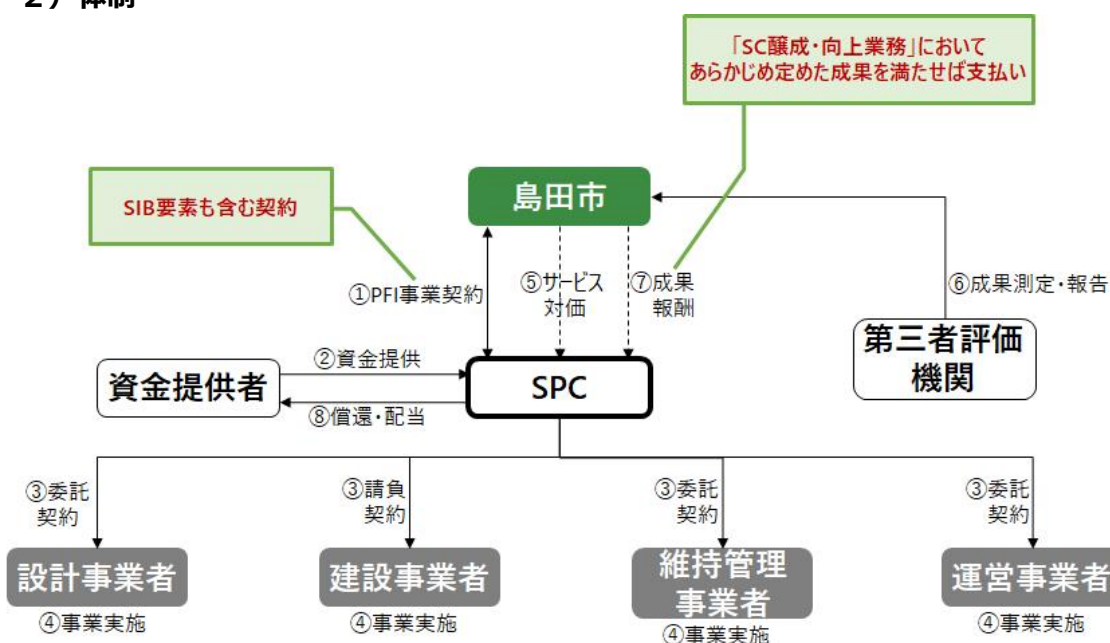 ２）体制
「SC醸成・向上業務」において
あらかじめ定めた成果を満たせば支払い
SIB要素も含む契約
島田市
①PFI事業契約
⑤サービス
対価
⑦成果
報酬
⑥成果測定・報告
第三者評価
機関
資金提供者
②資金提供
⑧償還・配当
SPC
③委託
契約
③請負
契約
③委託
契約
③委託
契約
設計事業者
建設事業者
維持管理
事業者
運営事業者
④事業実施
④事業実施
④事業実施
④事業実施